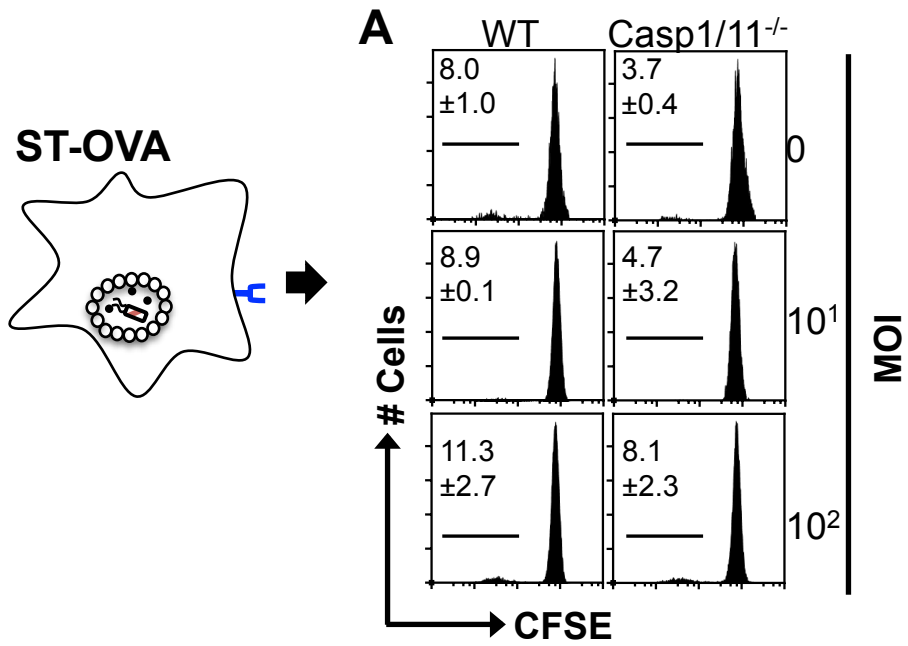 A
WT Casp1/11-/-
ST-OVA
8.0
±1.0
3.7
±0.4
0
8.9
±0.1
4.7
±3.2
10¹
11.3
±2.7
8.1
±2.3
10²
MOI
# Cells
CFSE